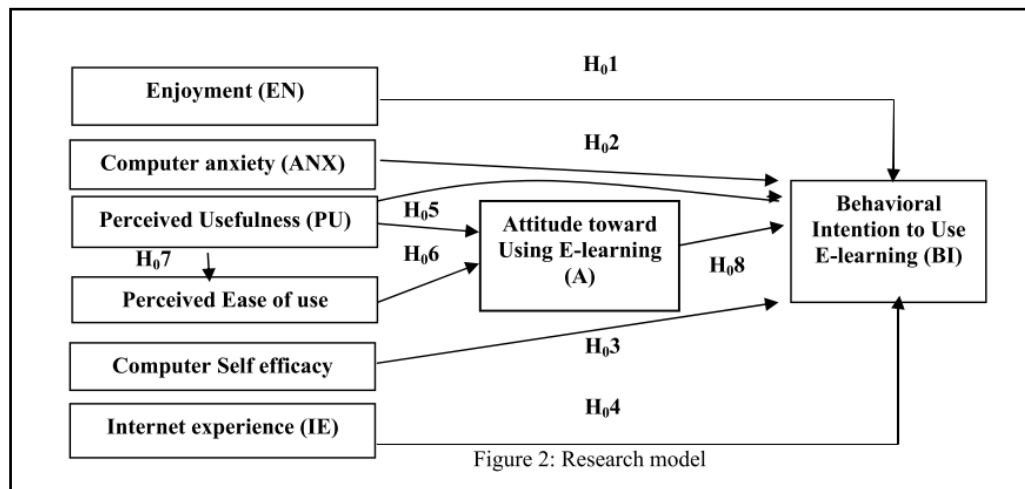 H₀1
Enjoyment (EN)
H₀2
Computer anxiety (ANX)
Perceived Usefulness (PU)
H₀5
Attitude toward
Using E-learning
(A)
Behavioral
Intention to Use
E-learning (BI)
H₀7
H₀6
H₀8
Perceived Ease of use
Computer Self efficacy
H₀3
Internet experience (IE)
H₀4
Figure 2: Research model